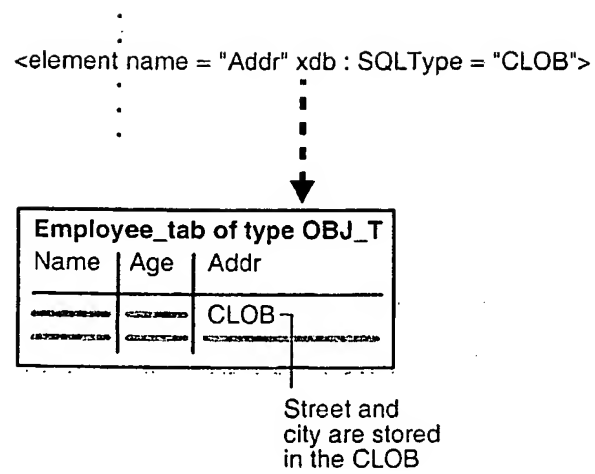 <element name = "Addr" xdb : SQLType = "CLOB">
Employee_tab of type OBJ_T
Name Age Addr
CLOB
Street and
city are stored
in the CLOB